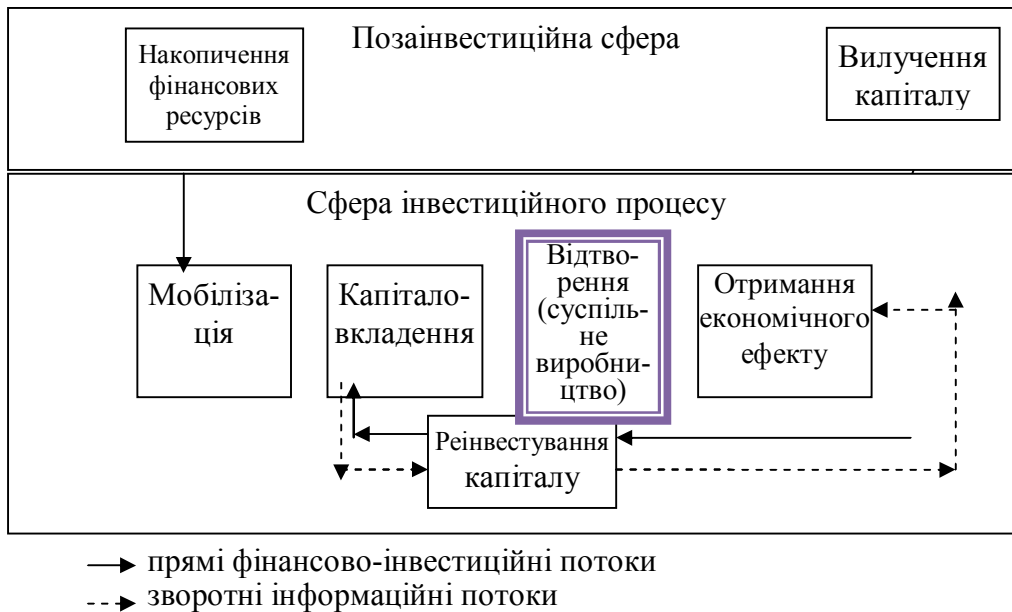 Позаінвестиційна сфера
Накопичення
фінансових
ресурсів
Вилучення
капіталу
Сфера інвестиційного процесу
Мобіліза-
ція
Капітало-
вкладення
Відтво-
рення
(суспіль-
не
виробни-
цтво)
Отримання
економічного
ефекту
Реінвестування
капіталу
прямі фінансово-інвестиційні потоки
зворотні інформаційні потоки